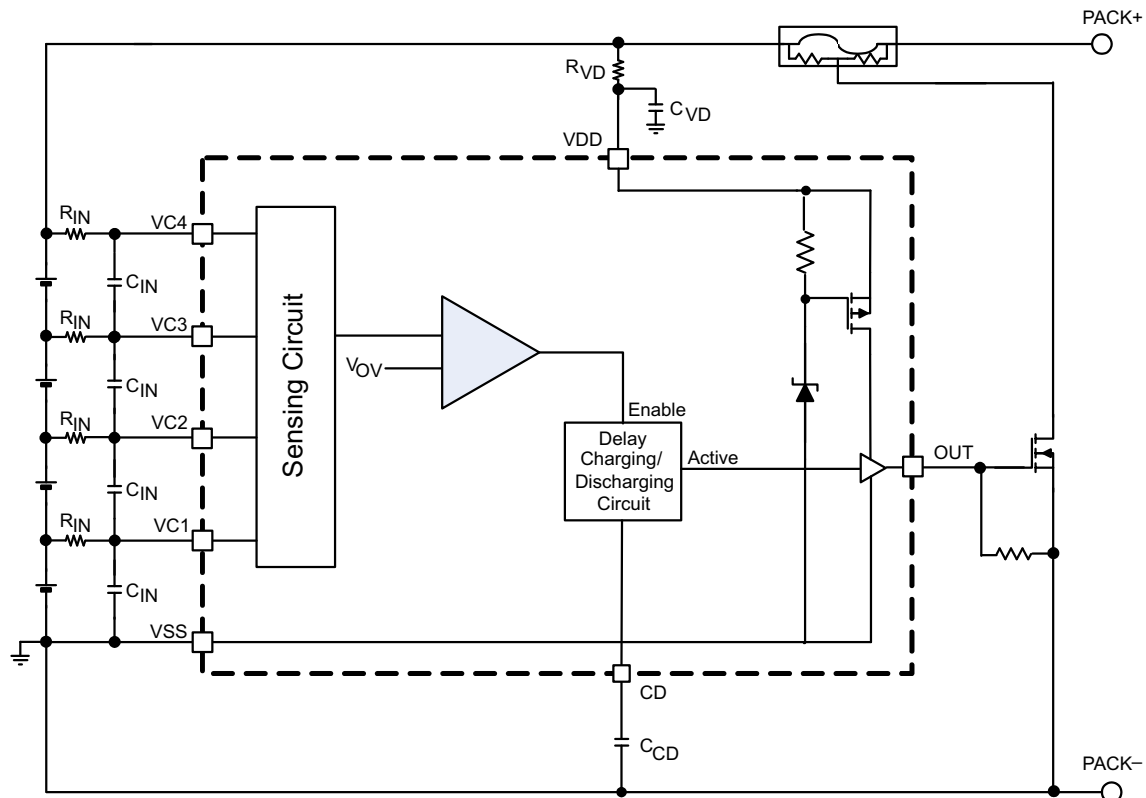 PACK+
RVD
CVD
VDD
RIN
VC4
CIN
RIN
VC3
CIN
RIN
VC2
CIN
RIN
VC1
CIN
VSS
Sensing Circuit
VOV
Enable
Delay
Charging/
Discharging
Circuit
Active
OUT
CD
CCD
PACK–